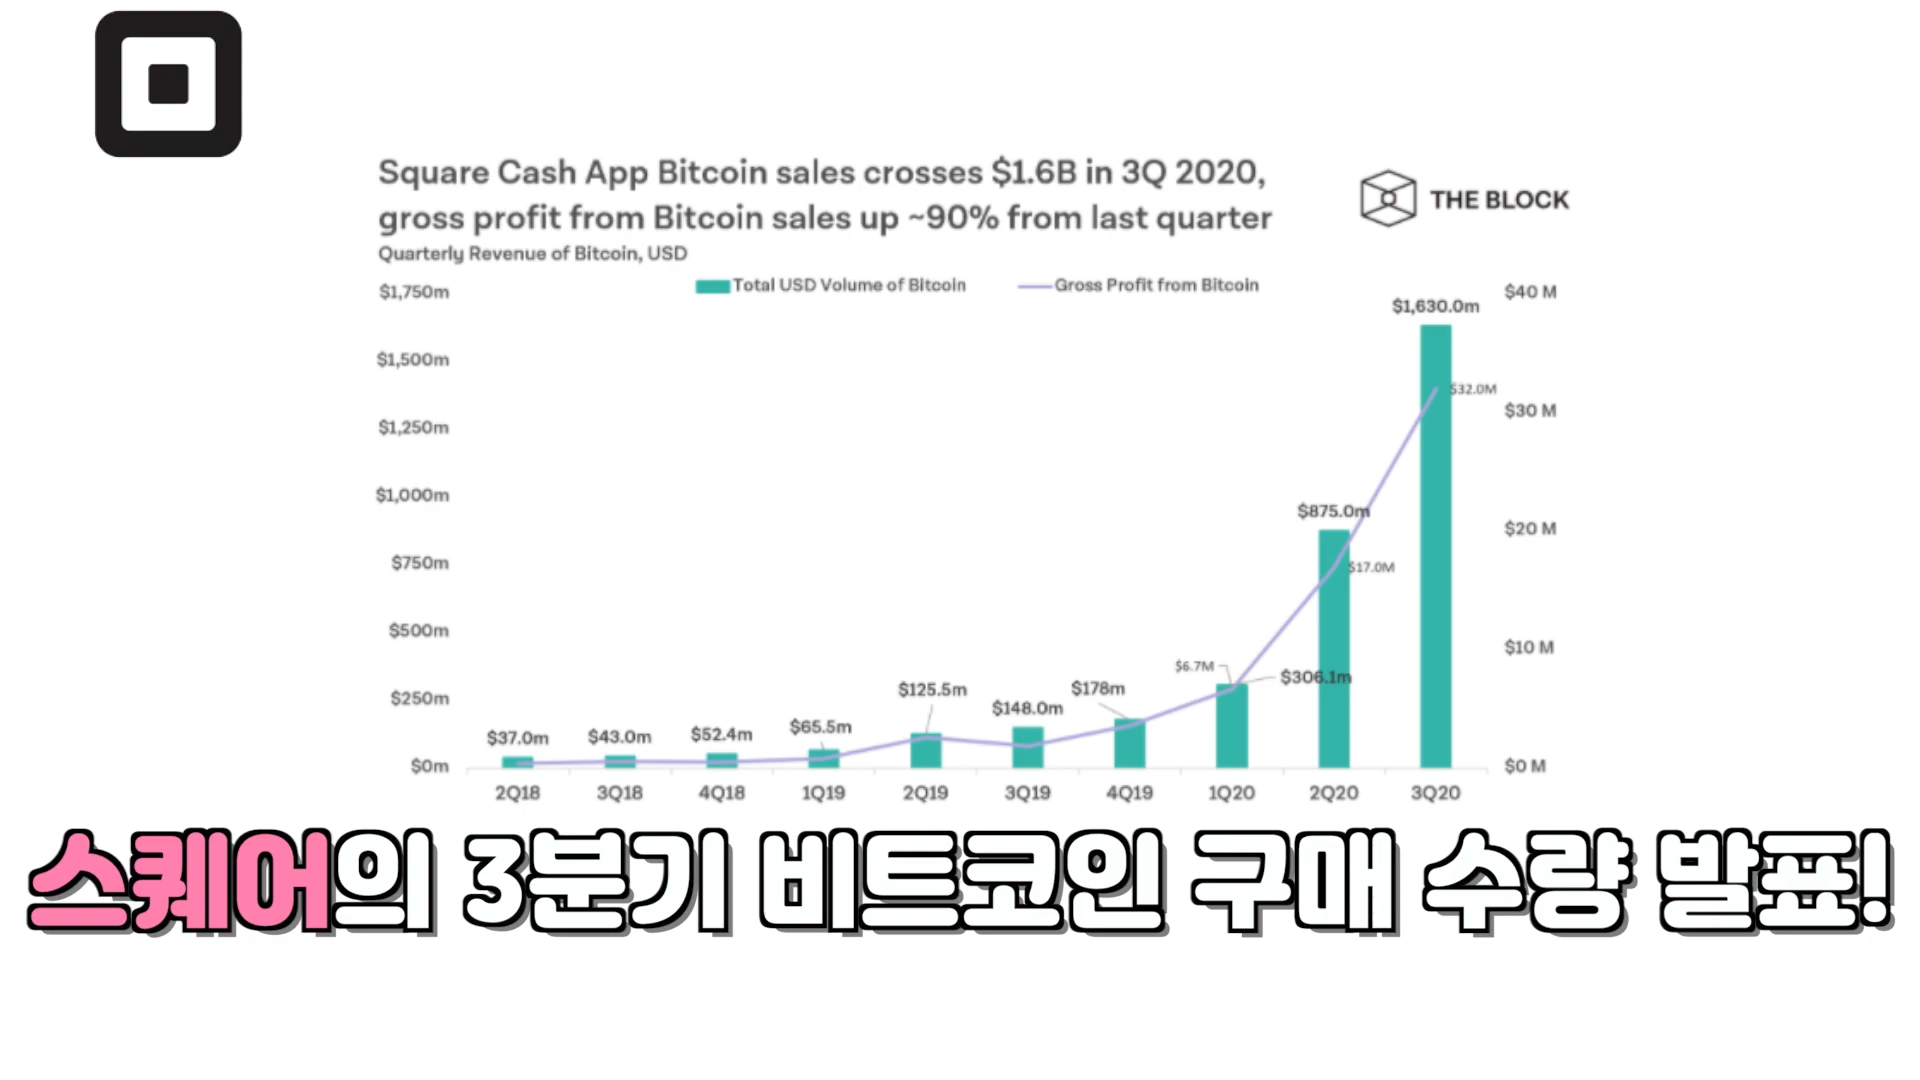 Square Cash App Bitcoin sales crosses $1.6B in 3Q 2020,
gross profit from Bitcoin sales up ~90% from last quarter
THE BLOCK
Quarterly Revenue of Bitcoin, USD
Total USD Volume of Bitcoin
Gross Profit from Bitcoin
$1,750m
$1,500m
$1,250m
$1,000m
$750m
$500m
$250m
$0m
$37.0m
$43.0m
$52.4m
$65.5m
$125.5m
$148.0m
$178m
$6.7M
$306.1m
$875.0m
$17.0M
$1,630.0m
$32.0M
$40 M
$30 M
$20 M
$10 M
$0 M
2Q18 3Q18 4Q18 1Q19 2Q19 3Q19 4Q19 1Q20 2Q20 3Q20
스퀘어의 3분기 비트코인 구매 수량 발표!